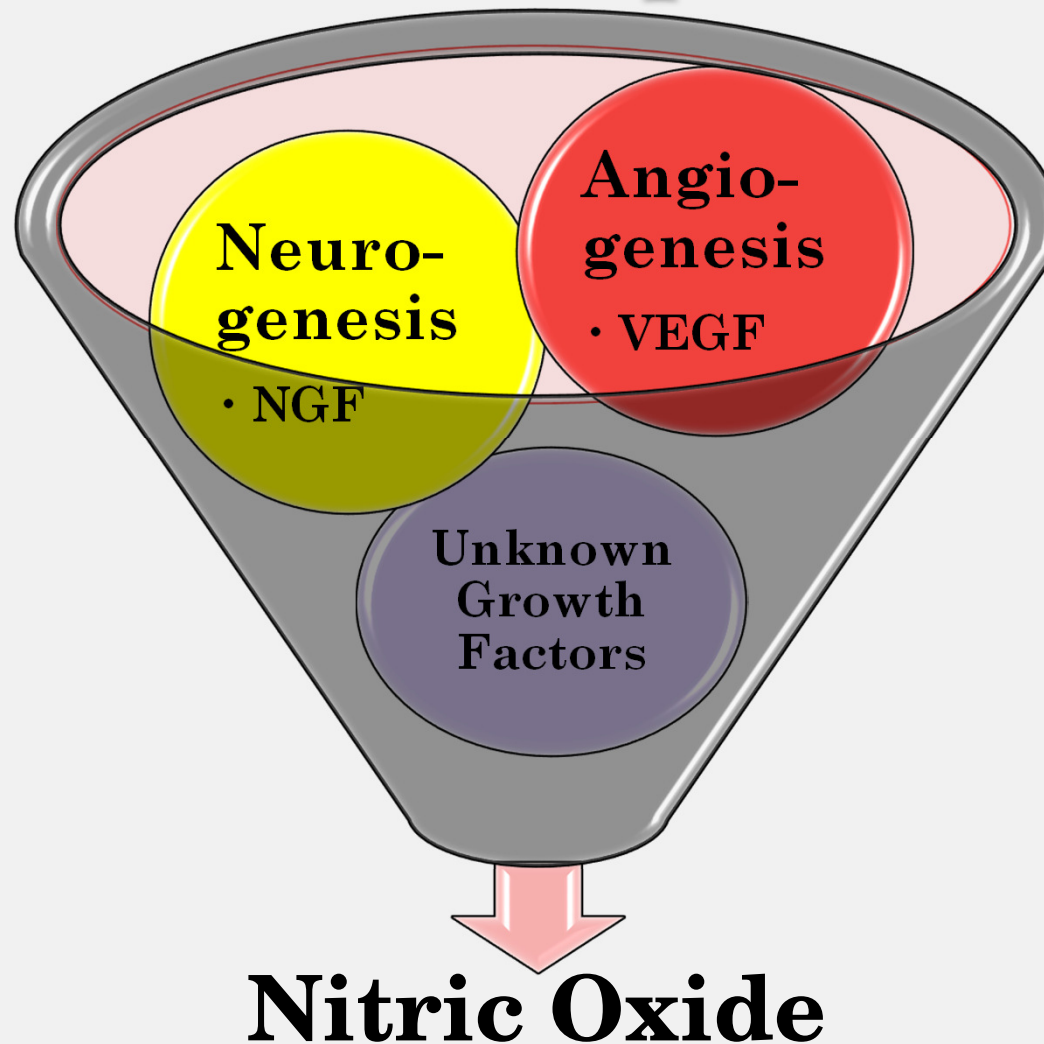 Neuro-
genesis
· NGF
Angio-
genesis
· VEGF
Unknown
Growth
Factors
Nitric Oxide